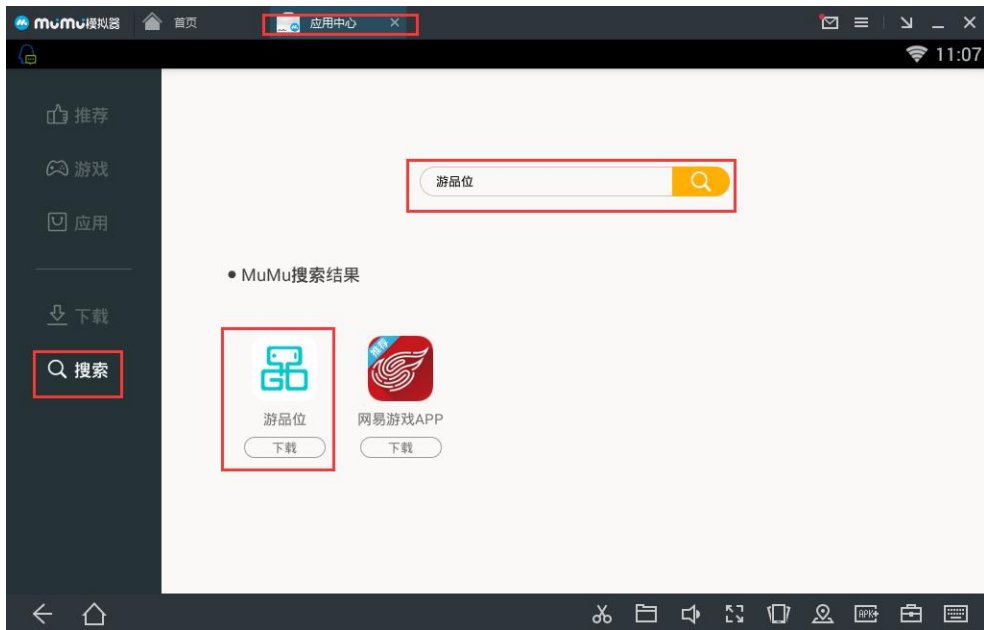 MuMu模拟器 首页 应用中心
11:07
推荐
游戏
应用
下载
搜索
游品位
MuMu搜索结果
推荐
游品位 网易游戏APP
下载 下载
APK+